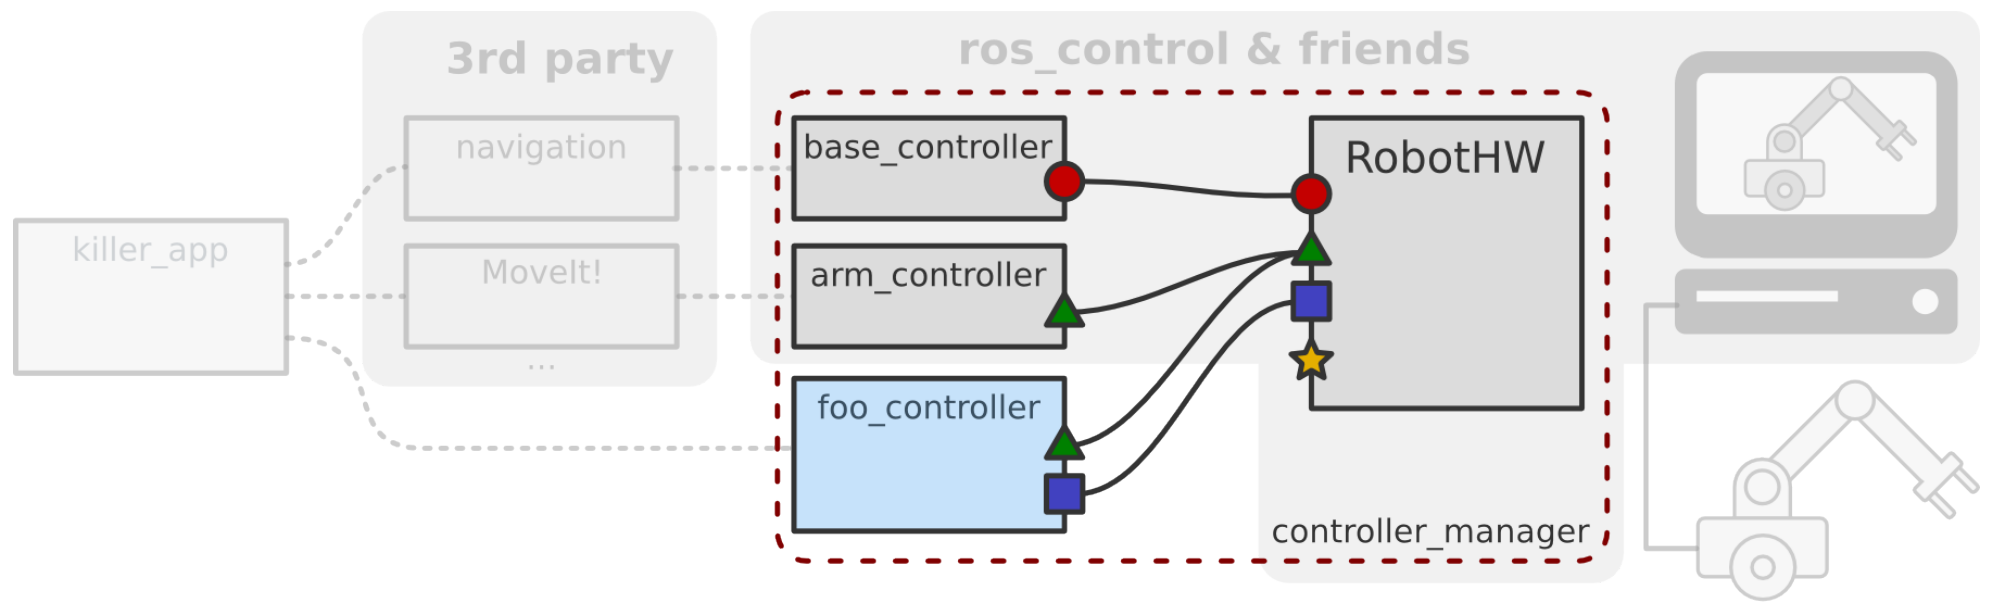 3rd party
ros_control & friends
navigation
base_controller
RobotHW
killer_app
MoveIt!
arm_controller
...
foo_controller
controller_manager